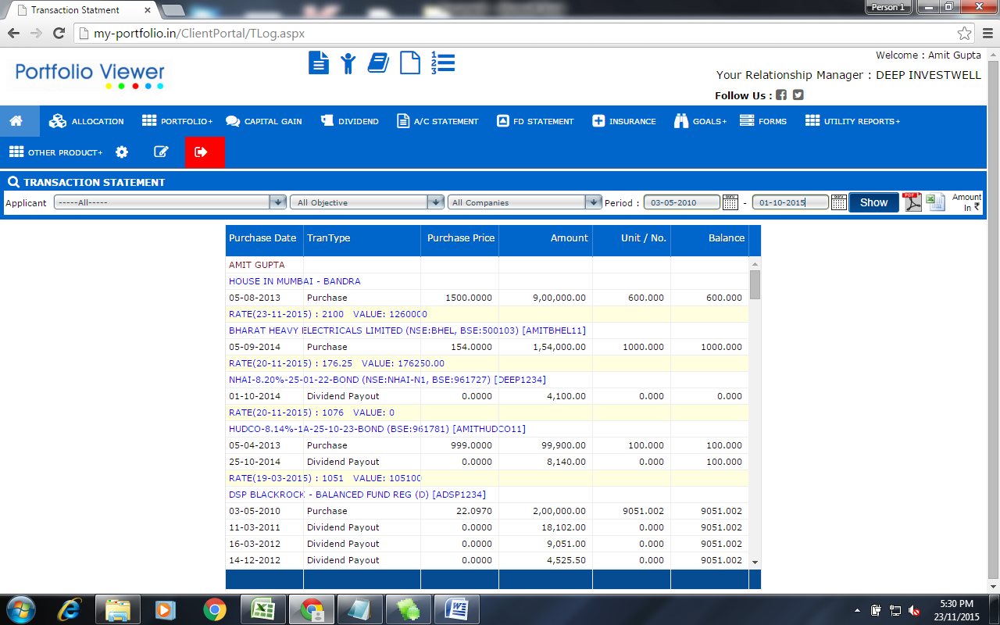 Transaction Statment
Person 1
my-portfolio.in/ClientPortal/TLog.aspx
Portfolio Viewer
1 2 3
Welcome : Amit Gupta
Your Relationship Manager : DEEP INVESTWELL
Follow Us :
ALLOCATION PORTFOLIO+ CAPITAL GAIN DIVIDEND A/C STATEMENT FD STATEMENT INSURANCE GOALS+ FORMS UTILITY REPORTS+
OTHER PRODUCT+
TRANSACTION STATEMENT
Applicant -----All----- All Objective All Companies Period : 03-05-2010 - 01-10-2015 Show PDF Amount
In ₹
Purchase Date TranType Purchase Price Amount Unit / No. Balance
AMIT GUPTA
HOUSE IN MUMBAI - BANDRA
05-08-2013 Purchase 1500.0000 9,00,000.00 600.000 600.000
RATE(23-11-2015) : 2100 VALUE: 1260000
BHARAT HEAVY ELECTRICALS LIMITED (NSE:BHEL, BSE:500103) [AMITBHEL11]
05-09-2014 Purchase 154.0000 1,54,000.00 1000.000 1000.000
RATE(20-11-2015) : 176.25 VALUE: 176250.00
NHAI-8.20%-25-01-22-BOND (NSE:NHAI-N1, BSE:961727) [DEEP1234]
01-10-2014 Dividend Payout 0.0000 4,100.00 0.000 0.000
RATE(20-11-2015) : 1076 VALUE: 0
HUDCO-8.14%-1A-25-10-23-BOND (BSE:961781) [AMITHUDCO11]
05-04-2013 Purchase 999.0000 99,900.00 100.000 100.000
25-10-2014 Dividend Payout 0.0000 8,140.00 0.000 100.000
RATE(19-03-2015) : 1051 VALUE: 105100
DSP BLACKROCK - BALANCED FUND REG (D) [ADSP1234]
03-05-2010 Purchase 22.0970 2,00,000.00 9051.002 9051.002
11-03-2011 Dividend Payout 0.0000 18,102.00 0.000 9051.002
16-03-2012 Dividend Payout 0.0000 9,051.00 0.000 9051.002
14-12-2012 Dividend Payout 0.0000 4,525.50 0.000 9051.002
5:30 PM
23/11/2015